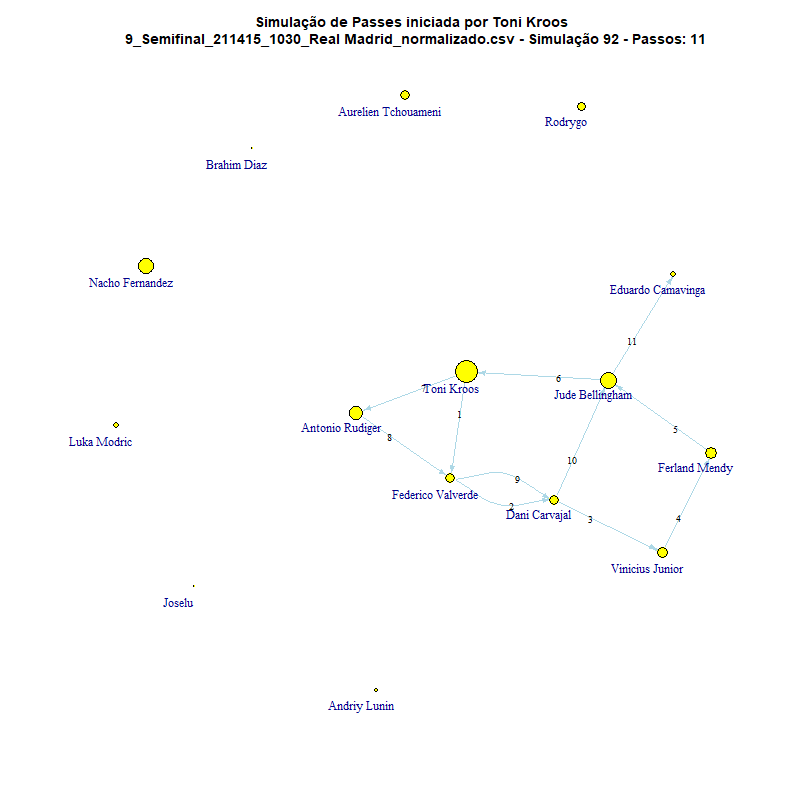 Simulação de Passes iniciada por Toni Kroos
9_Semifinal_211415_1030_Real Madrid_normalizado.csv - Simulação 92 - Passos: 11
Aurelien Tchouameni
Rodrygo
Brahim Diaz
Nacho Fernandez
Eduardo Camavinga
11
6
7
Toni Kroos
Jude Bellingham
1
Antonio Rudiger
5
8
Luka Modric
10
Ferland Mendy
9
Federico Valverde
2
Dani Carvajal
3
4
Vinicius Junior
Joselu
Andriy Lunin